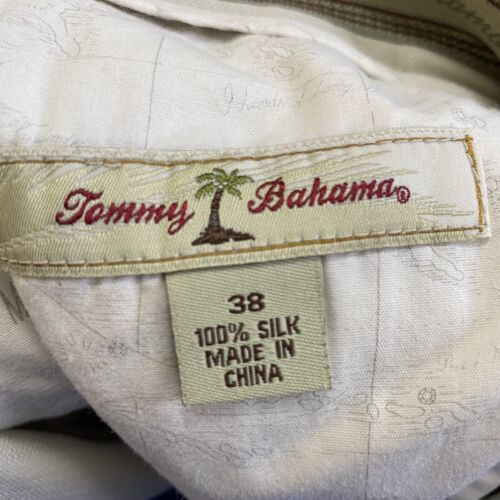 Tommy Bahama®
38
100% SILK
MADE IN
CHINA